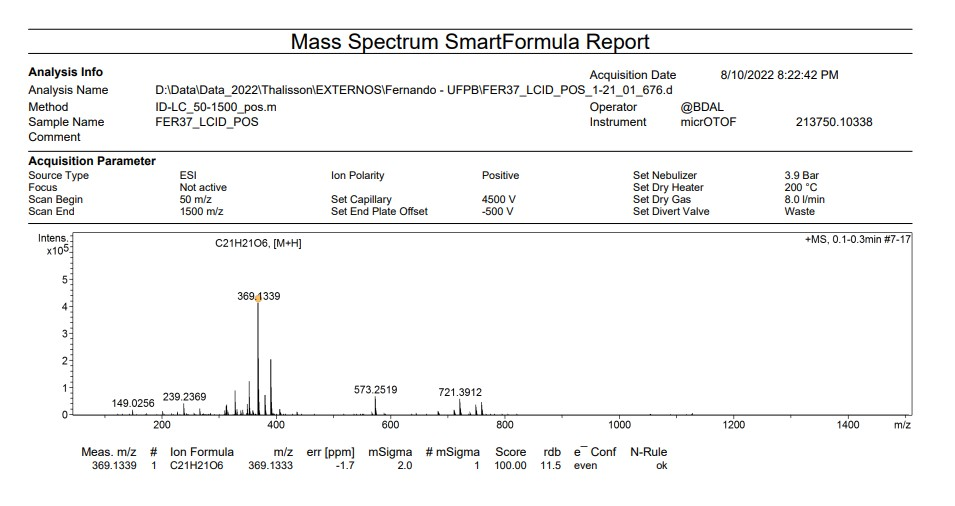 Mass Spectrum SmartFormula Report
Analysis Info
Acquisition Date 8/10/2022 8:22:42 PM
Analysis Name D:\Data\Data_2022\Thalisson\EXTERNOS\Fernando - UFPB\FER37_LCID_POS_1-21_01_676.d
Method ID-LC_50-1500_pos.m Operator @BDAL
Sample Name FER37_LCID_POS Instrument micrOTOF 213750.10338
Comment
Acquisition Parameter
Source Type ESI Ion Polarity Positive Set Nebulizer 3.9 Bar
Focus Not active Set Dry Heater 200 °C
Scan Begin 50 m/z Set Capillary 4500 V Set Dry Gas 8.0 l/min
Scan End 1500 m/z Set End Plate Offset -500 V Set Divert Valve Waste
Intens. C21H21O6, [M+H] +MS, 0.1-0.3min #7-17
x10⁵
5
369.1339
4
3
2
573.2519 721.3912
1
149.0256 239.2369
0
200 400 600 800 1000 1200 1400 m/z
Meas. m/z # Ion Formula m/z err [ppm] mSigma # mSigma Score rdb e¯ Conf N-Rule
369.1339 1 C21H21O6 369.1333 -1.7 2.0 1 100.00 11.5 even ok